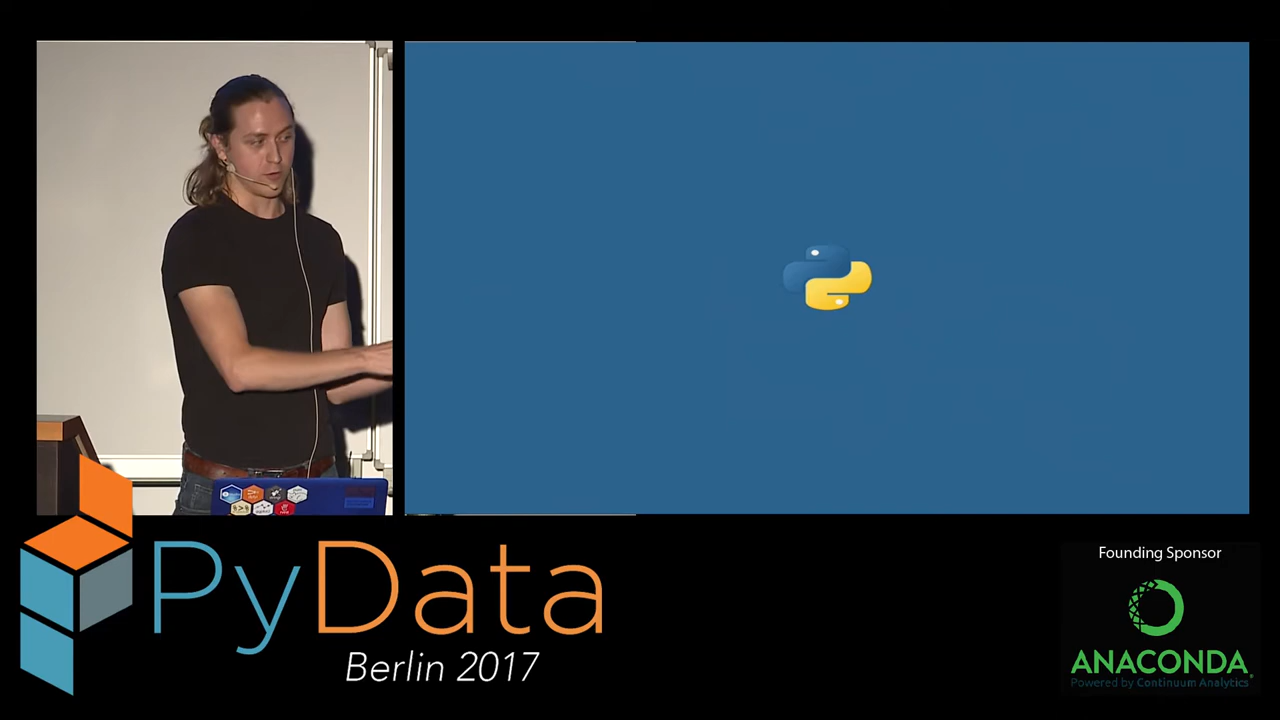 PyData
Berlin 2017
Founding Sponsor
ANACONDA
Powered by Continuum Analytics